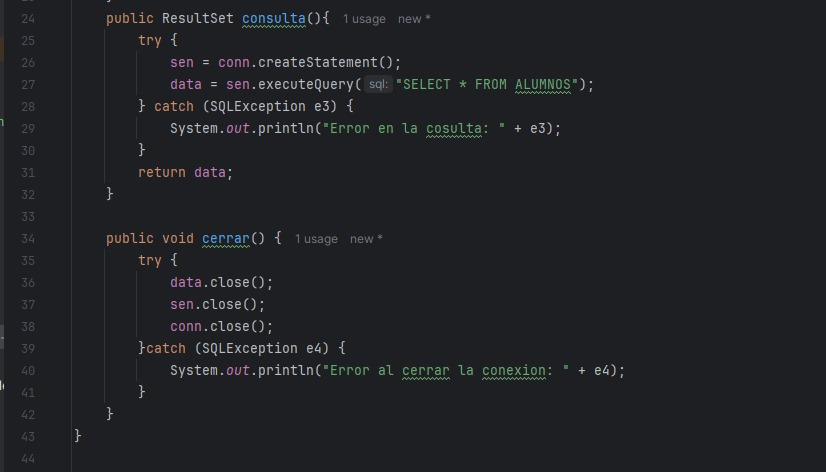 24 public ResultSet consulta(){ 1 usage new *
25 try {
26 sen = conn.createStatement();
27 data = sen.executeQuery( sql: "SELECT * FROM ALUMNOS");
28 } catch (SQLException e3) {
29 System.out.println("Error en la cosulta: " + e3);
30 }
31 return data;
32 }
33
34 public void cerrar() { 1 usage new *
35 try {
36 data.close();
37 sen.close();
38 conn.close();
39 }catch (SQLException e4) {
40 System.out.println("Error al cerrar la conexion: " + e4);
41 }
42 }
43 }
44